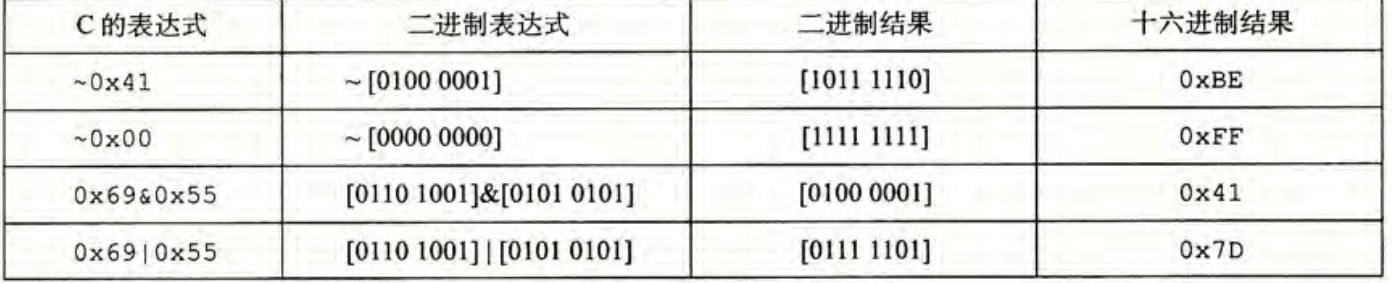 C 的表达式 二进制表达式 二进制结果 十六进制结果
~0x41 ~[0100 0001] [1011 1110] 0xBE
~0x00 ~[0000 0000] [1111 1111] 0xFF
0x69&0x55 [0110 1001]&[0101 0101] [0100 0001] 0x41
0x69|0x55 [0110 1001]|[0101 0101] [0111 1101] 0x7D